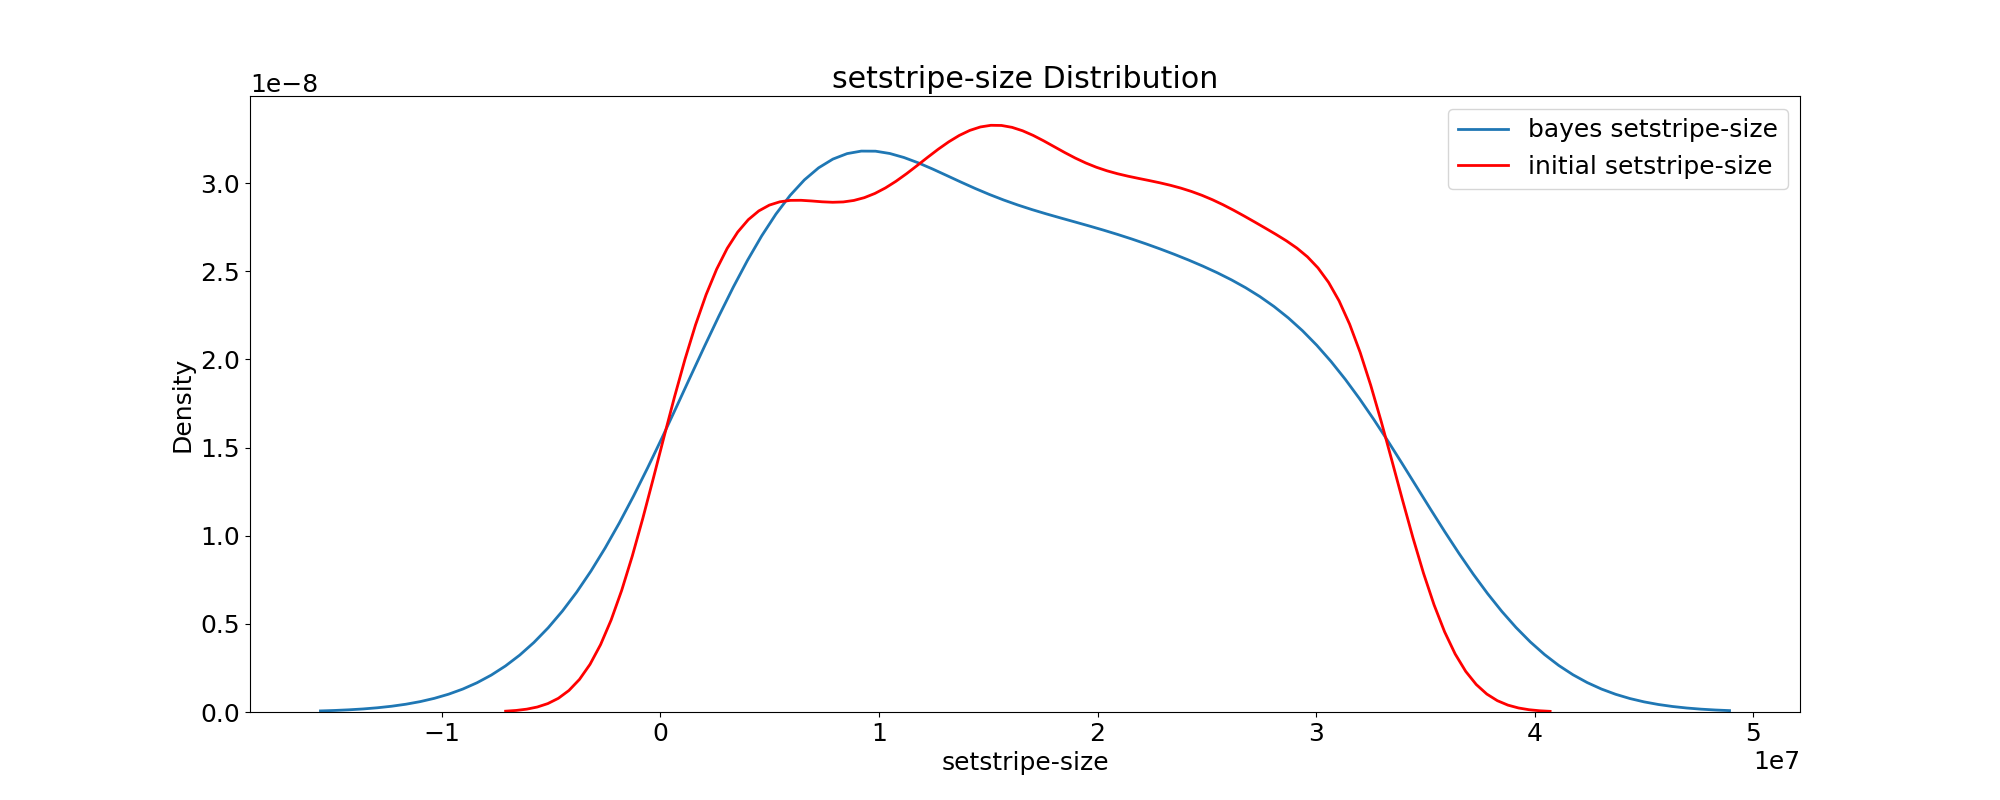 setstripe-size Distribution
1e−8
bayes setstripe-size
initial setstripe-size
3.0
2.5
2.0
1.5
1.0
0.5
0.0
Density
−1 0 1 2 3 4 5
1e7
setstripe-size